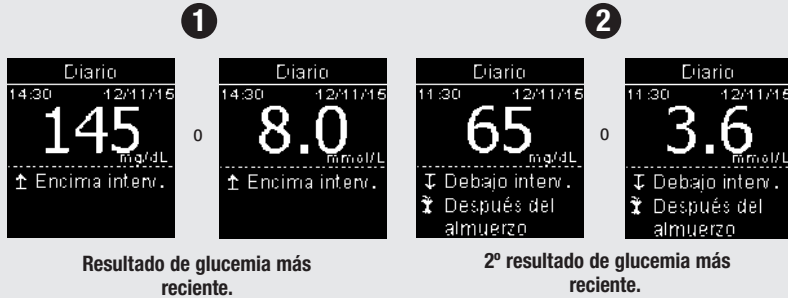 1
Diario
14:30 12/11/15
145
mg/dL
↥ Encima interv.
o
Diario
14:30 12/11/15
8.0
mmol/L
↥ Encima interv.
Resultado de glucemia más
reciente.
2
Diario
11:30 12/11/15
65
mg/dL
↧ Debajo interv.
Después del
almuerzo
o
Diario
11:30 12/11/15
3.6
mmol/L
↧ Debajo interv.
Después del
almuerzo
2º resultado de glucemia más
reciente.